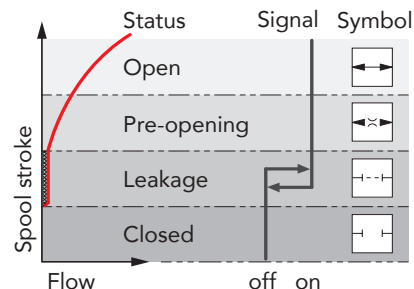 Status Signal Symbol
Open
Pre-opening
Leakage
Closed
Spool stroke
Flow off on